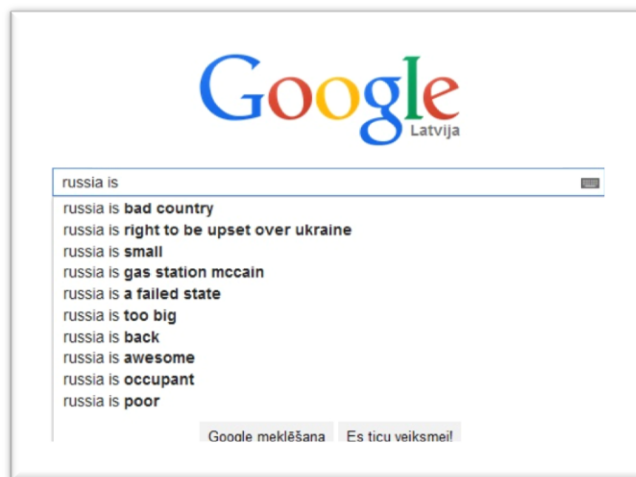 Google
Latvija
russia is
russia is bad country
russia is right to be upset over ukraine
russia is small
russia is gas station mccain
russia is a failed state
russia is too big
russia is back
russia is awesome
russia is occupant
russia is poor
Google meklēšana Es ticu veiksmei!